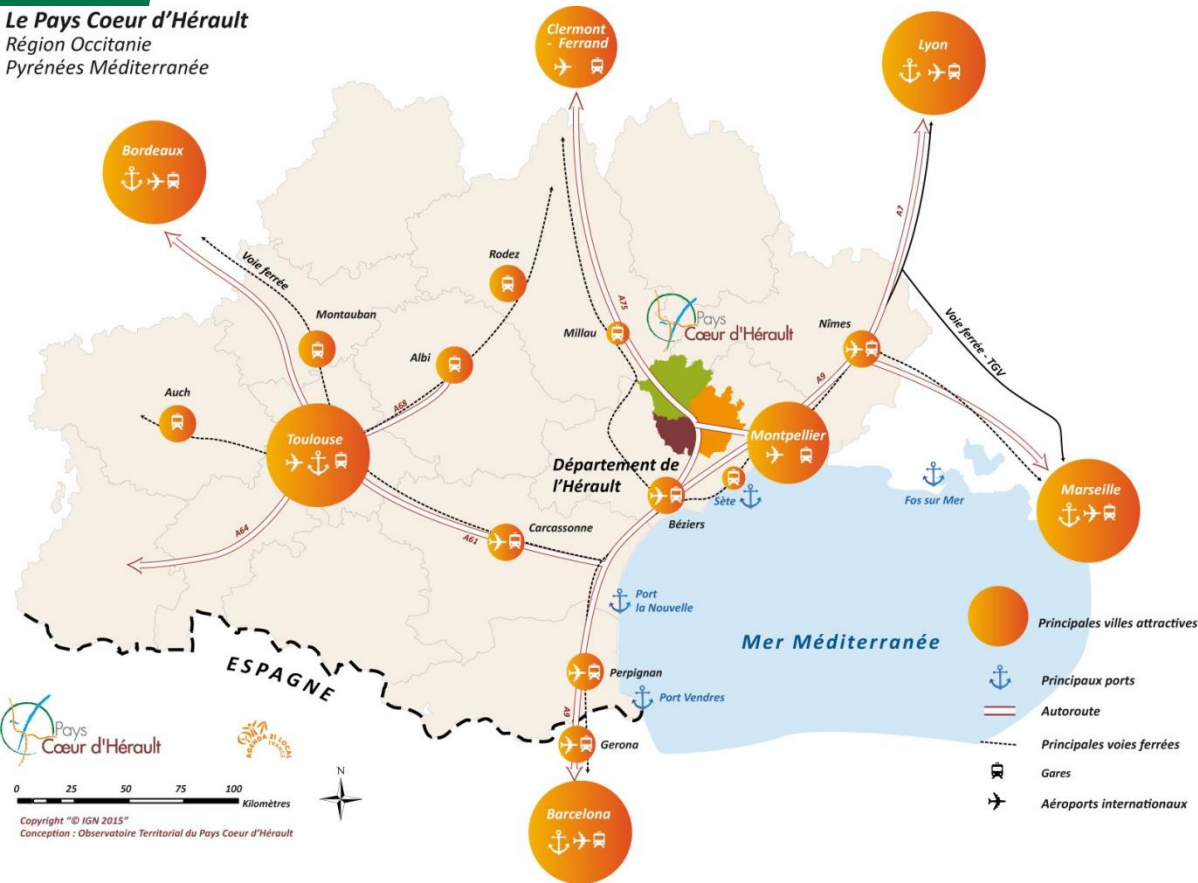 Le Pays Coeur d'Hérault
Région Occitanie
Pyrénées Méditerranée
Clermont
- Ferrand
Lyon
Bordeaux
Voie ferrée
A7
Rodez
A75
Montauban
Millau
Pays
Cœur d'Hérault
Nîmes
Voie ferrée - TGV
Albi
A9
Auch
A68
Toulouse
Montpellier
Département de
l'Hérault
Sète
Fos sur Mer
Marseille
Béziers
A64
A61
Carcassonne
Port
la Nouvelle
Principales villes attractives
Mer Méditerranée
ESPAGNE
Perpignan
Port Vendres
Principaux ports
A9
Autoroute
Pays
Cœur d'Hérault
AGENDA 21 LOCAL
FRANCE
Gerona
Principales voies ferrées
Gares
0 25 50 75 100
Kilomètres
N
Aéroports internationaux
Barcelona
Copyright "© IGN 2015"
Conception : Observatoire Territorial du Pays Coeur d'Hérault